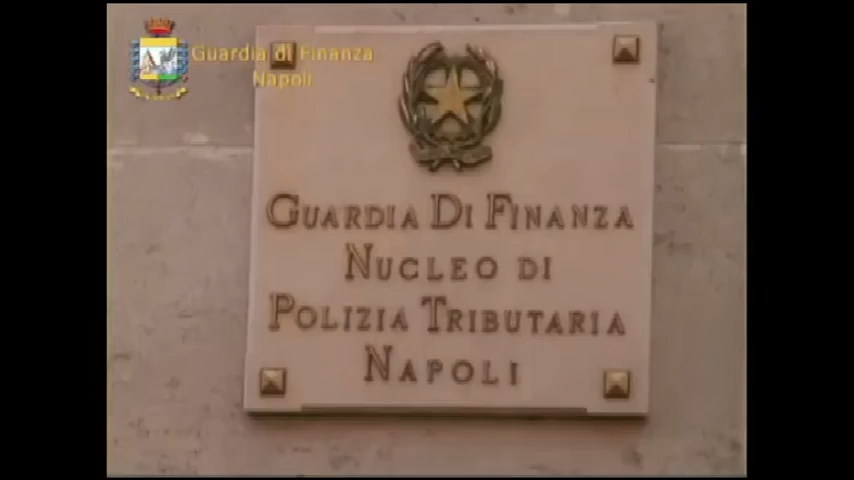 Guardia di Finanza
Napoli
GUARDIA DI FINANZA
NUCLEO DI
POLIZIA TRIBUTARIA
NAPOLI